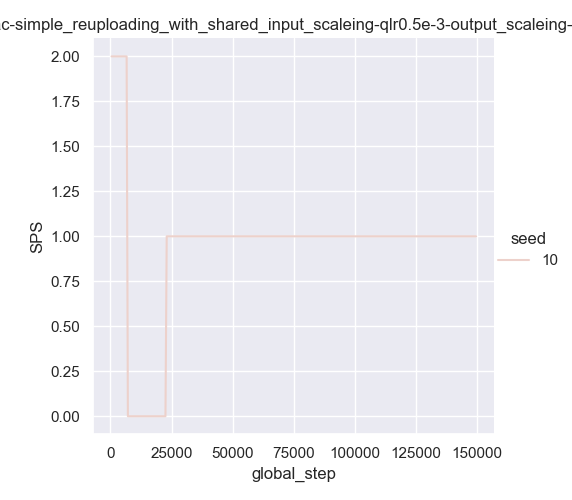 ac-simple_reuploading_with_shared_input_scaleing-qlr0.5e-3-output_scaleing-
2.00
1.75
1.50
1.25
1.00
0.75
0.50
0.25
0.00
SPS
0 25000 50000 75000 100000 125000 150000
global_step
seed
10